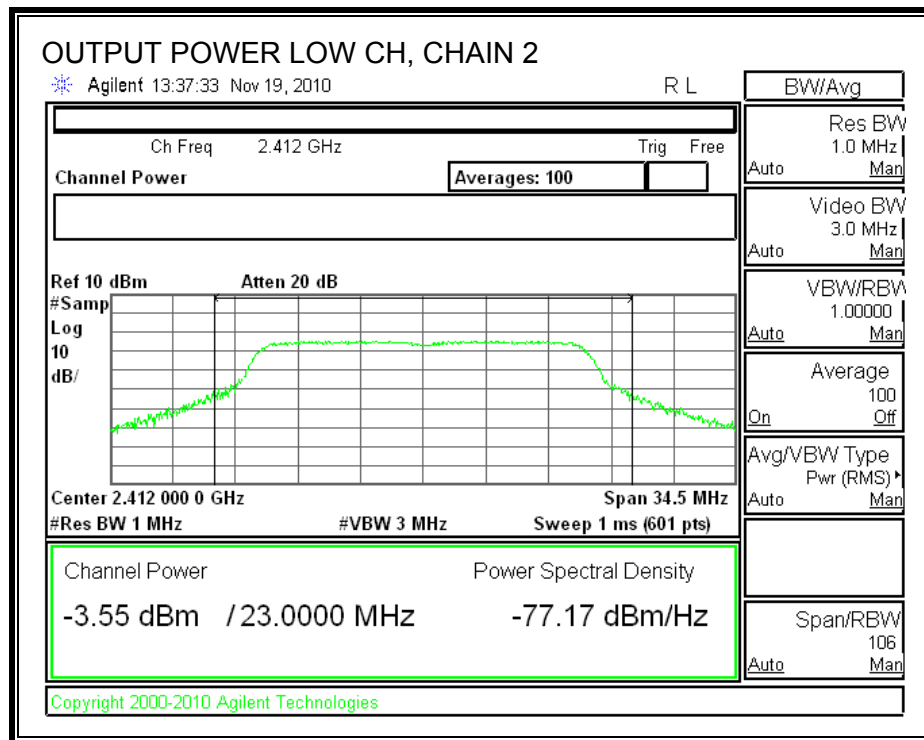 OUTPUT POWER LOW CH, CHAIN 2
Agilent 13:37:33 Nov 19, 2010 R L
BW/Avg
Ch Freq 2.412 GHz Trig Free
Channel Power Averages: 100
Res BW
1.0 MHz
Auto Man
Video BW
3.0 MHz
Auto Man
Ref 10 dBm Atten 20 dB
#Samp
Log
10
dB/
VBW/RBW
1.00000
Auto Man
Average
100
On Off
Avg/VBW Type
Pwr (RMS)
Auto Man
Center 2.412 000 0 GHz Span 34.5 MHz
#Res BW 1 MHz #VBW 3 MHz Sweep 1 ms (601 pts)
Channel Power Power Spectral Density
-3.55 dBm / 23.0000 MHz -77.17 dBm/Hz
Span/RBW
106
Auto Man
Copyright 2000-2010 Agilent Technologies